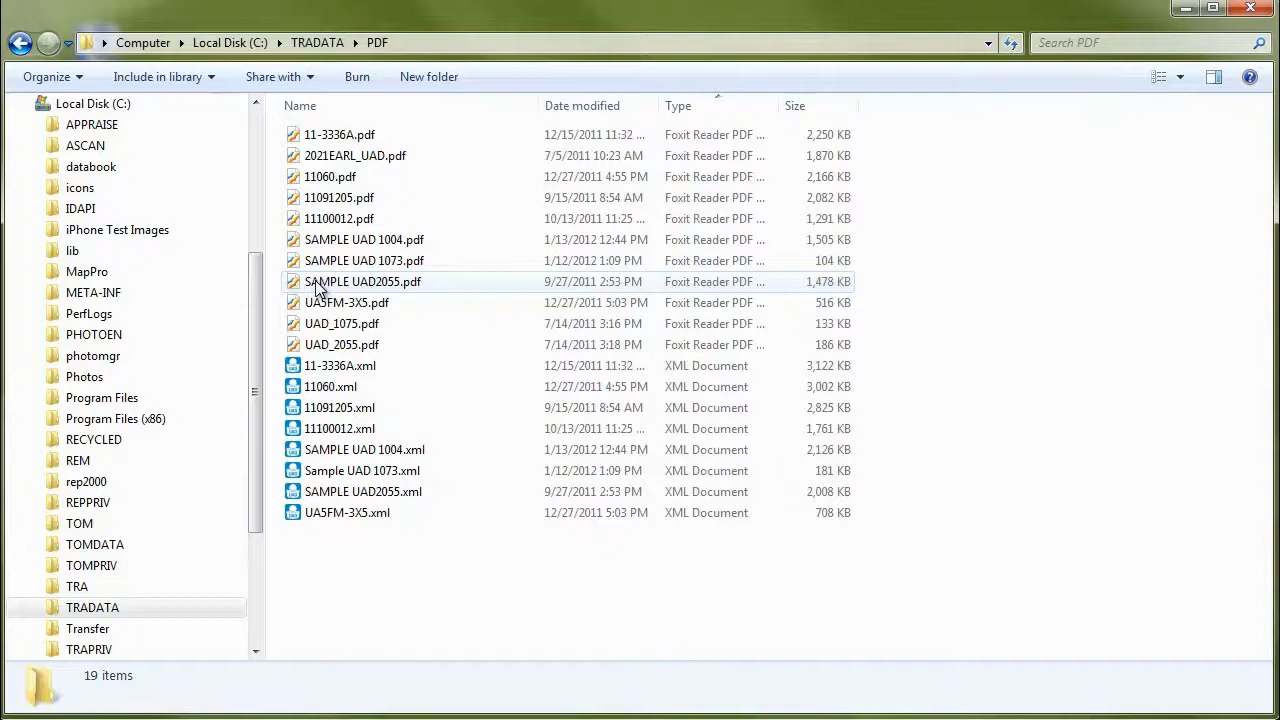 Computer Local Disk (C:) TRADATA PDF Search PDF
Organize Include in library Share with Burn New folder
Local Disk (C:)
APPRAISE
ASCAN
databook
icons
IDAPI
iPhone Test Images
lib
MapPro
META-INF
PerfLogs
PHOTOEN
photomgr
Photos
Program Files
Program Files (x86)
RECYCLED
REM
rep2000
REPPRIV
TOM
TOMDATA
TOMPRIV
TRA
TRADATA
Transfer
TRAPRIV
Name Date modified Type Size
11-3336A.pdf 12/15/2011 11:32 ... Foxit Reader PDF ... 2,250 KB
2021EARL_UAD.pdf 7/5/2011 10:23 AM Foxit Reader PDF ... 1,870 KB
11060.pdf 12/27/2011 4:55 PM Foxit Reader PDF ... 2,166 KB
11091205.pdf 9/15/2011 8:54 AM Foxit Reader PDF ... 2,082 KB
11100012.pdf 10/13/2011 11:25 ... Foxit Reader PDF ... 1,291 KB
SAMPLE UAD 1004.pdf 1/13/2012 12:44 PM Foxit Reader PDF ... 1,505 KB
SAMPLE UAD 1073.pdf 1/12/2012 1:09 PM Foxit Reader PDF ... 104 KB
SAMPLE UAD2055.pdf 9/27/2011 2:53 PM Foxit Reader PDF ... 1,478 KB
UA5FM-3X5.pdf 12/27/2011 5:03 PM Foxit Reader PDF ... 516 KB
UAD_1075.pdf 7/14/2011 3:16 PM Foxit Reader PDF ... 133 KB
UAD_2055.pdf 7/14/2011 3:18 PM Foxit Reader PDF ... 186 KB
11-3336A.xml 12/15/2011 11:32 ... XML Document 3,122 KB
11060.xml 12/27/2011 4:55 PM XML Document 3,002 KB
11091205.xml 9/15/2011 8:54 AM XML Document 2,825 KB
11100012.xml 10/13/2011 11:25 ... XML Document 1,761 KB
SAMPLE UAD 1004.xml 1/13/2012 12:44 PM XML Document 2,126 KB
Sample UAD 1073.xml 1/12/2012 1:09 PM XML Document 181 KB
SAMPLE UAD2055.xml 9/27/2011 2:53 PM XML Document 2,008 KB
UA5FM-3X5.xml 12/27/2011 5:03 PM XML Document 708 KB
19 items